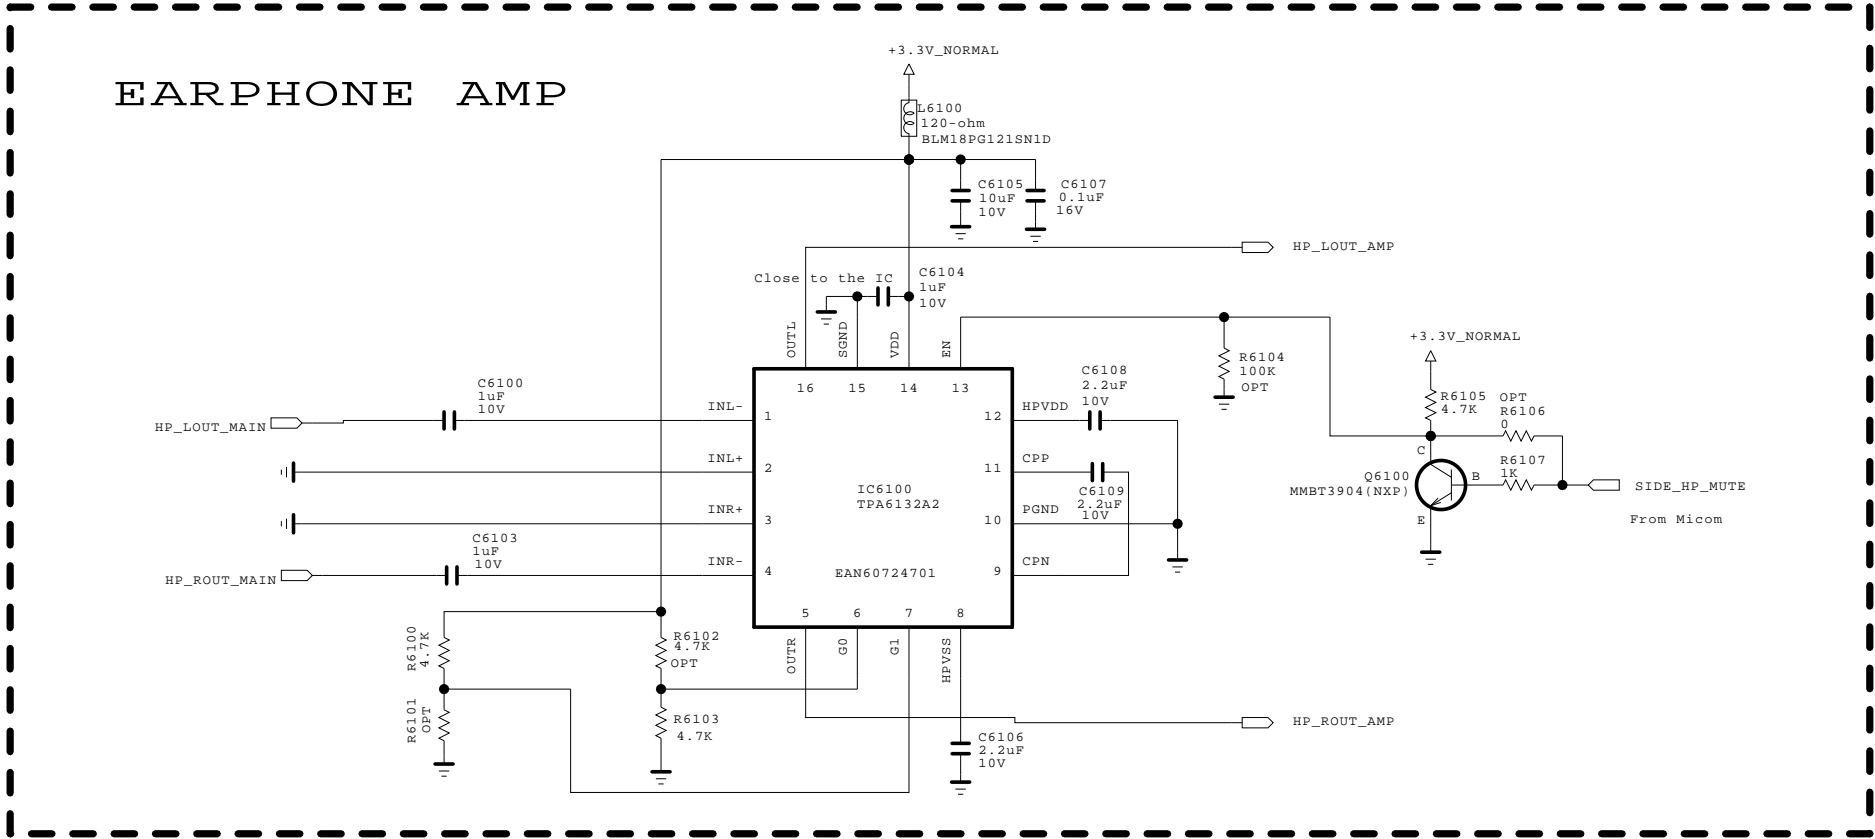 EARPHONE AMP
+3.3V_NORMAL
L6100
120-ohm
BLM18PG121SN1D
C6105
10uF
10V
C6107
0.1uF
16V
HP_LOUT_AMP
Close to the IC
C6104
1uF
10V
OUTL
SGND
VDD
EN
16
15
14
13
R6104
100K
OPT
+3.3V_NORMAL
R6105
4.7K
OPT
R6106
0
R6107
1K
C
B
E
Q6100
MMBT3904(NXP)
SIDE_HP_MUTE
From Micom
HP_LOUT_MAIN
C6100
1uF
10V
INL-
1
INL+
2
INR+
3
INR-
4
HP_ROUT_MAIN
C6103
1uF
10V
IC6100
TPA6132A2
EAN60724701
12
HPVDD
C6108
2.2uF
10V
11
CPP
C6109
2.2uF
10V
10
PGND
9
CPN
5
6
7
8
OUTR
G0
G1
HPVSS
R6100
4.7K
R6101
OPT
R6102
4.7K
OPT
R6103
4.7K
HP_ROUT_AMP
C6106
2.2uF
10V